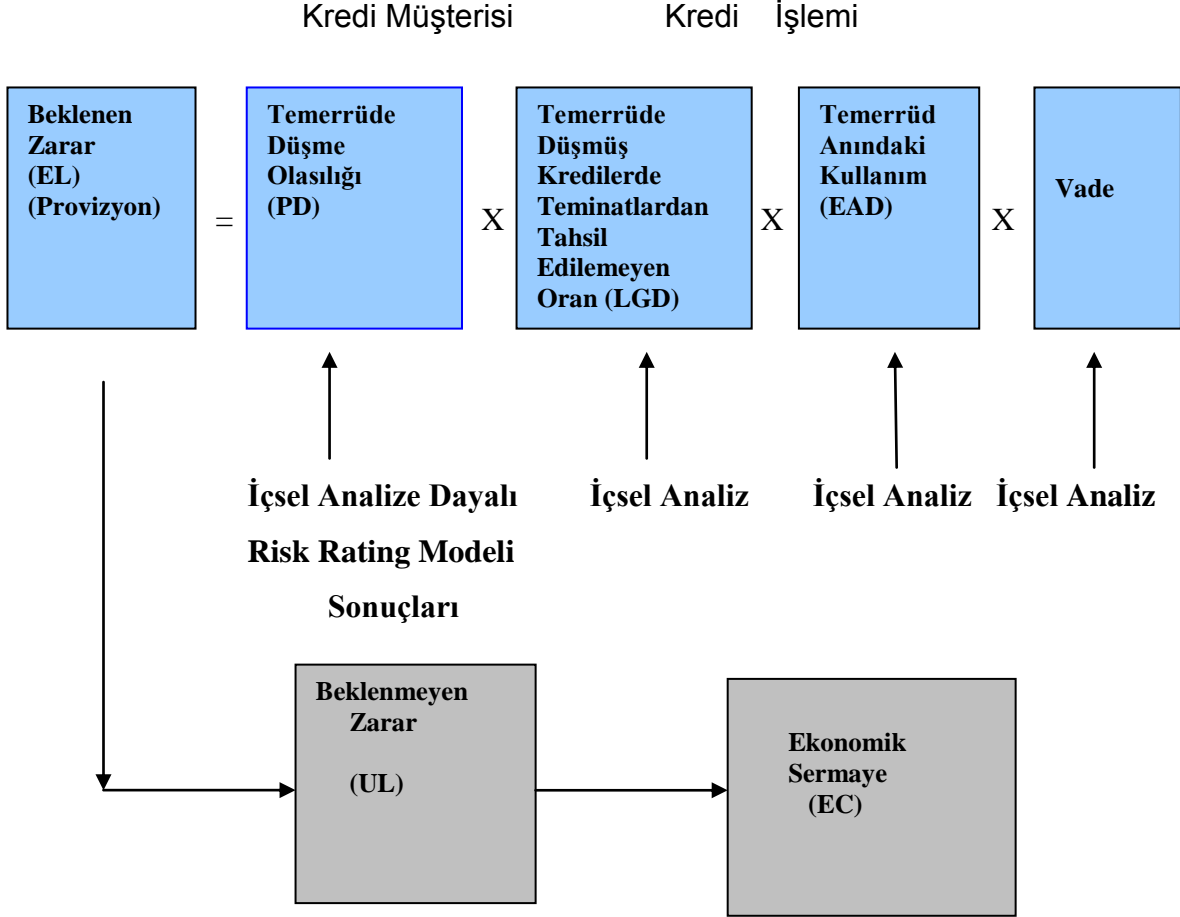 Kredi Müşterisi Kredi İşlemi
Beklenen
Zarar
(EL)
(Provizyon)
=
Temerrüde
Düşme
Olasılığı
(PD)
X
Temerrüde
Düşmüş
Kredilerde
Teminatlardan
Tahsil
Edilemeyen
Oran (LGD)
X
Temerrüd
Anındaki
Kullanım
(EAD)
X
Vade
İçsel Analize Dayalı
Risk Rating Modeli
Sonuçları
İçsel Analiz
İçsel Analiz
İçsel Analiz
Beklenmeyen
Zarar
(UL)
Ekonomik
Sermaye
(EC)